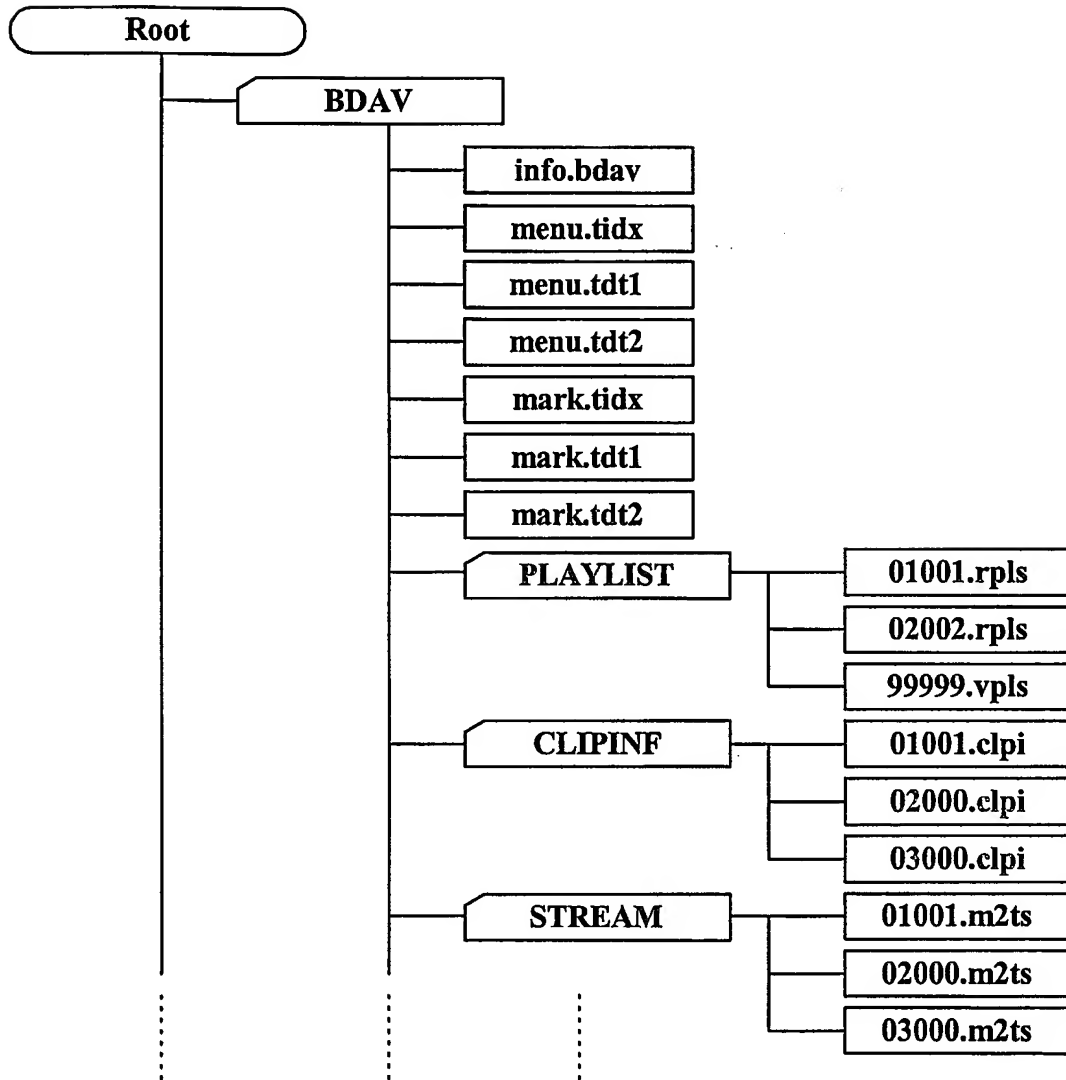 Root
BDAV
info.bdav
menu.tidx
menu.tdt1
menu.tdt2
mark.tidx
mark.tdt1
mark.tdt2
PLAYLIST
01001.rpls
02002.rpls
99999.vpls
CLIPINF
01001.clpi
02000.clpi
03000.clpi
STREAM
01001.m2ts
02000.m2ts
03000.m2ts